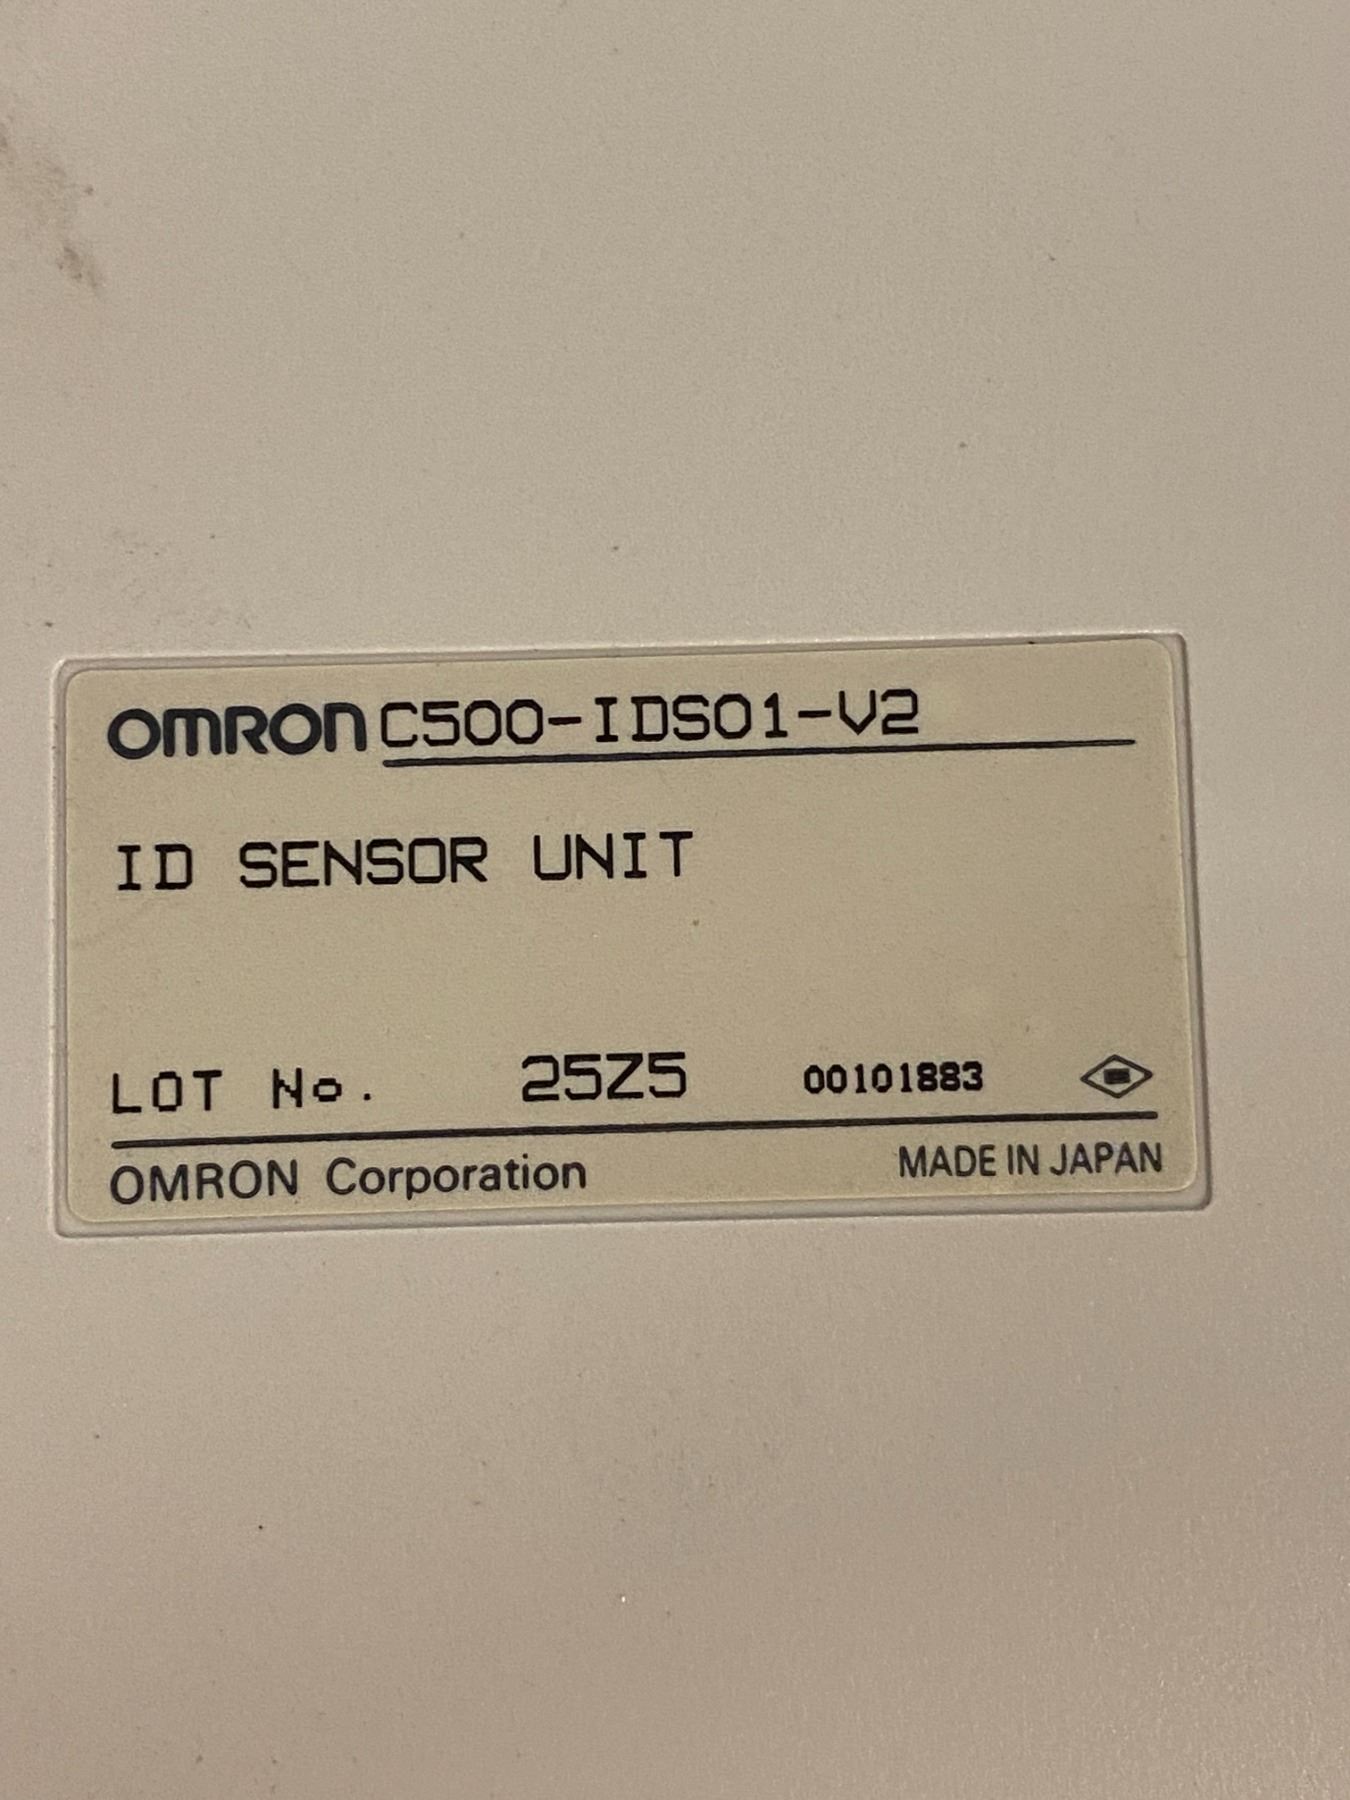 OMRON C500-IDS01-V2
ID SENSOR UNIT
LOT No. 25Z5 00101883
OMRON Corporation MADE IN JAPAN